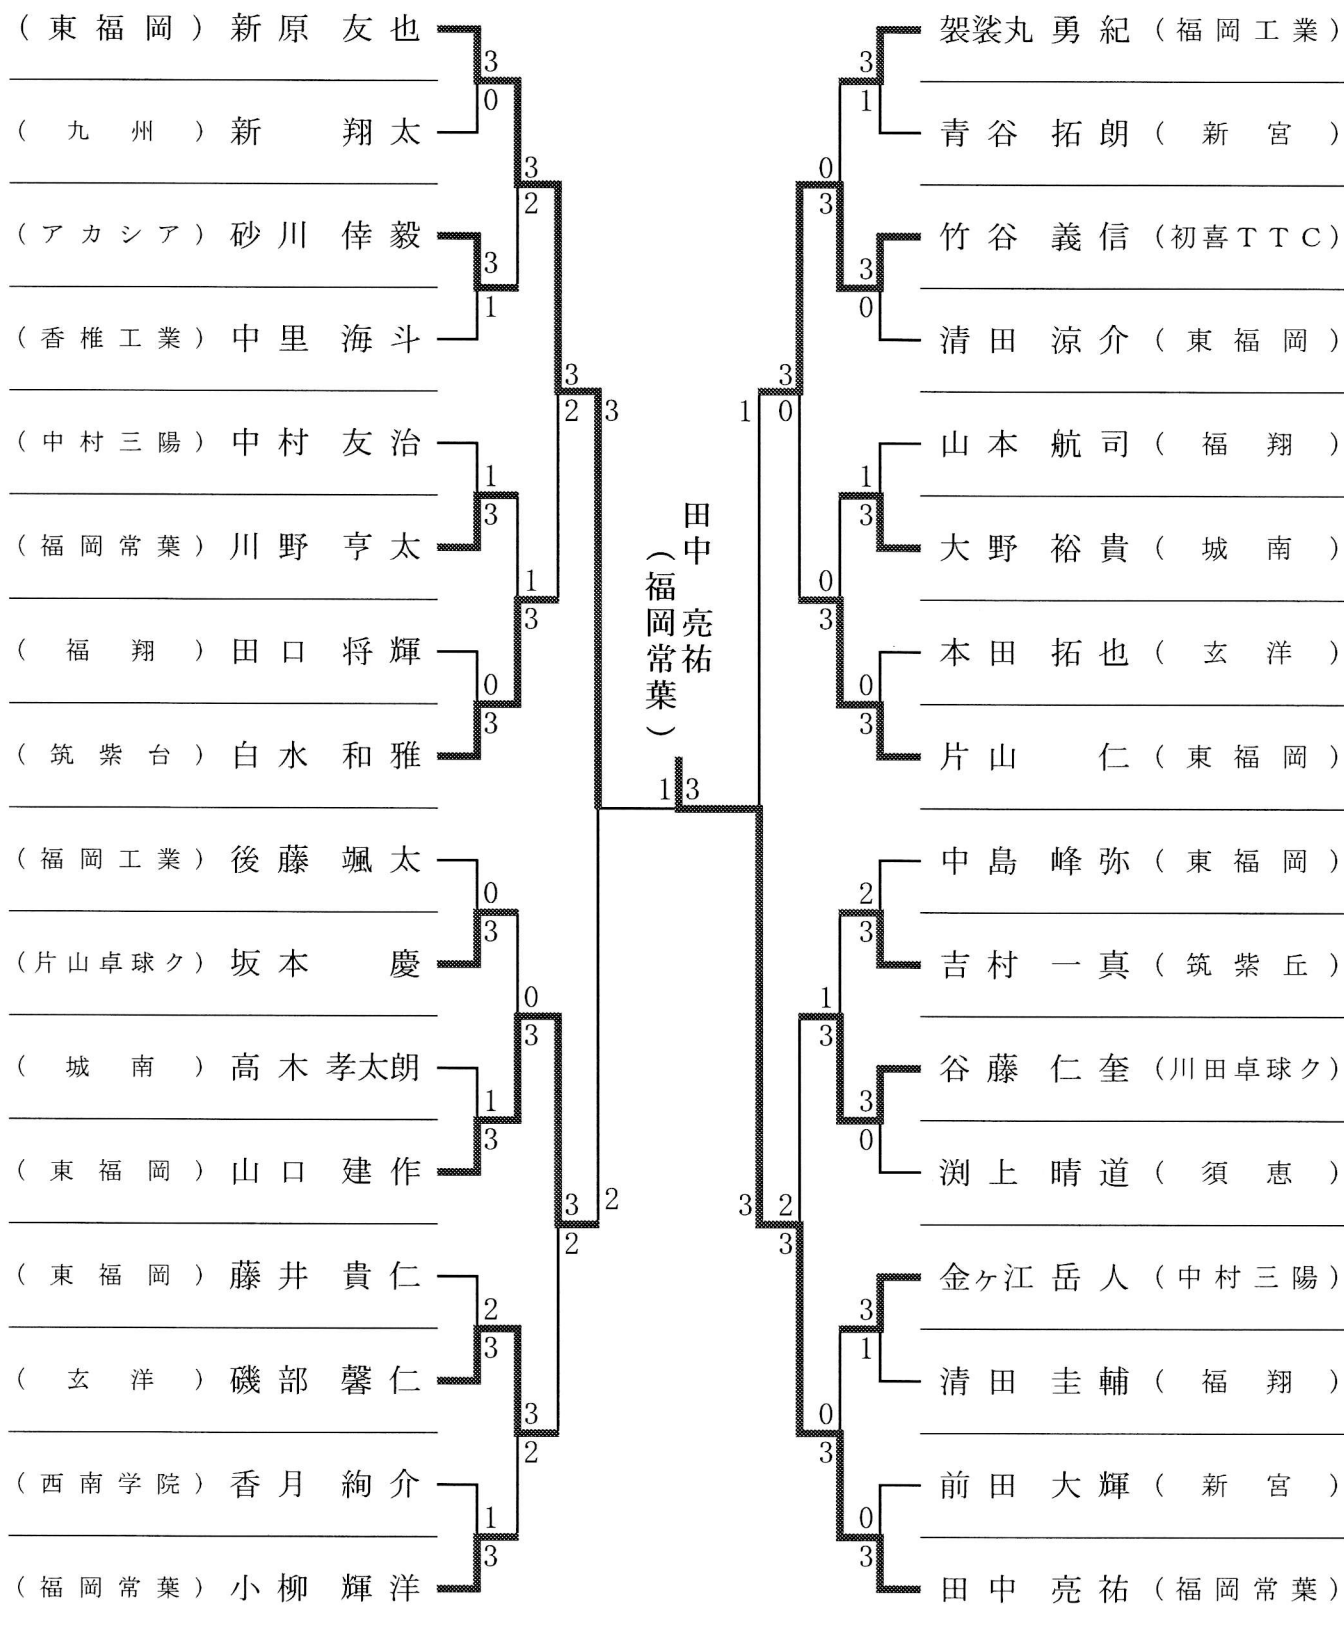 (東福岡) 新原 友也
3
0
(九州) 新 翔太
3
2
(アカシア) 砂川 倖毅
3
1
(香椎工業) 中里 海斗
3
2 3
(中村三陽) 中村 友治
1
3
(福岡常葉) 川野 亨太
1
3
(福翔) 田口 将輝
0
3
(筑紫台) 白水 和雅
(福岡工業) 後藤 颯太
0
3
(片山卓球ク) 坂本 慶
0
3
(城南) 高木 孝太朗
1
3
(東福岡) 山口 建作
3 2
2
(東福岡) 藤井 貴仁
2
3
(玄洋) 磯部 馨仁
3
2
(西南学院) 香月 絢介
1
3
(福岡常葉) 小柳 輝洋
田中 亮祐
(福岡常葉)
1 3
袈裟丸 勇紀 (福岡工業)
3
1
青谷 拓朗 (新宮)
0
3
竹谷 義信 (初喜TTC)
3
0
清田 涼介 (東福岡)
3
1 0
山本 航司 (福翔)
1
3
大野 裕貴 (城南)
0
3
本田 拓也 (玄洋)
0
3
片山 仁 (東福岡)
中島 峰弥 (東福岡)
2
3
吉村 一真 (筑紫丘)
1
3
谷藤 仁奎 (川田卓球ク)
3
0
渕上 晴道 (須恵)
3 2
3
金ヶ江 岳人 (中村三陽)
3
1
清田 圭輔 (福翔)
0
3
前田 大輝 (新宮)
0
3
田中 亮祐 (福岡常葉)